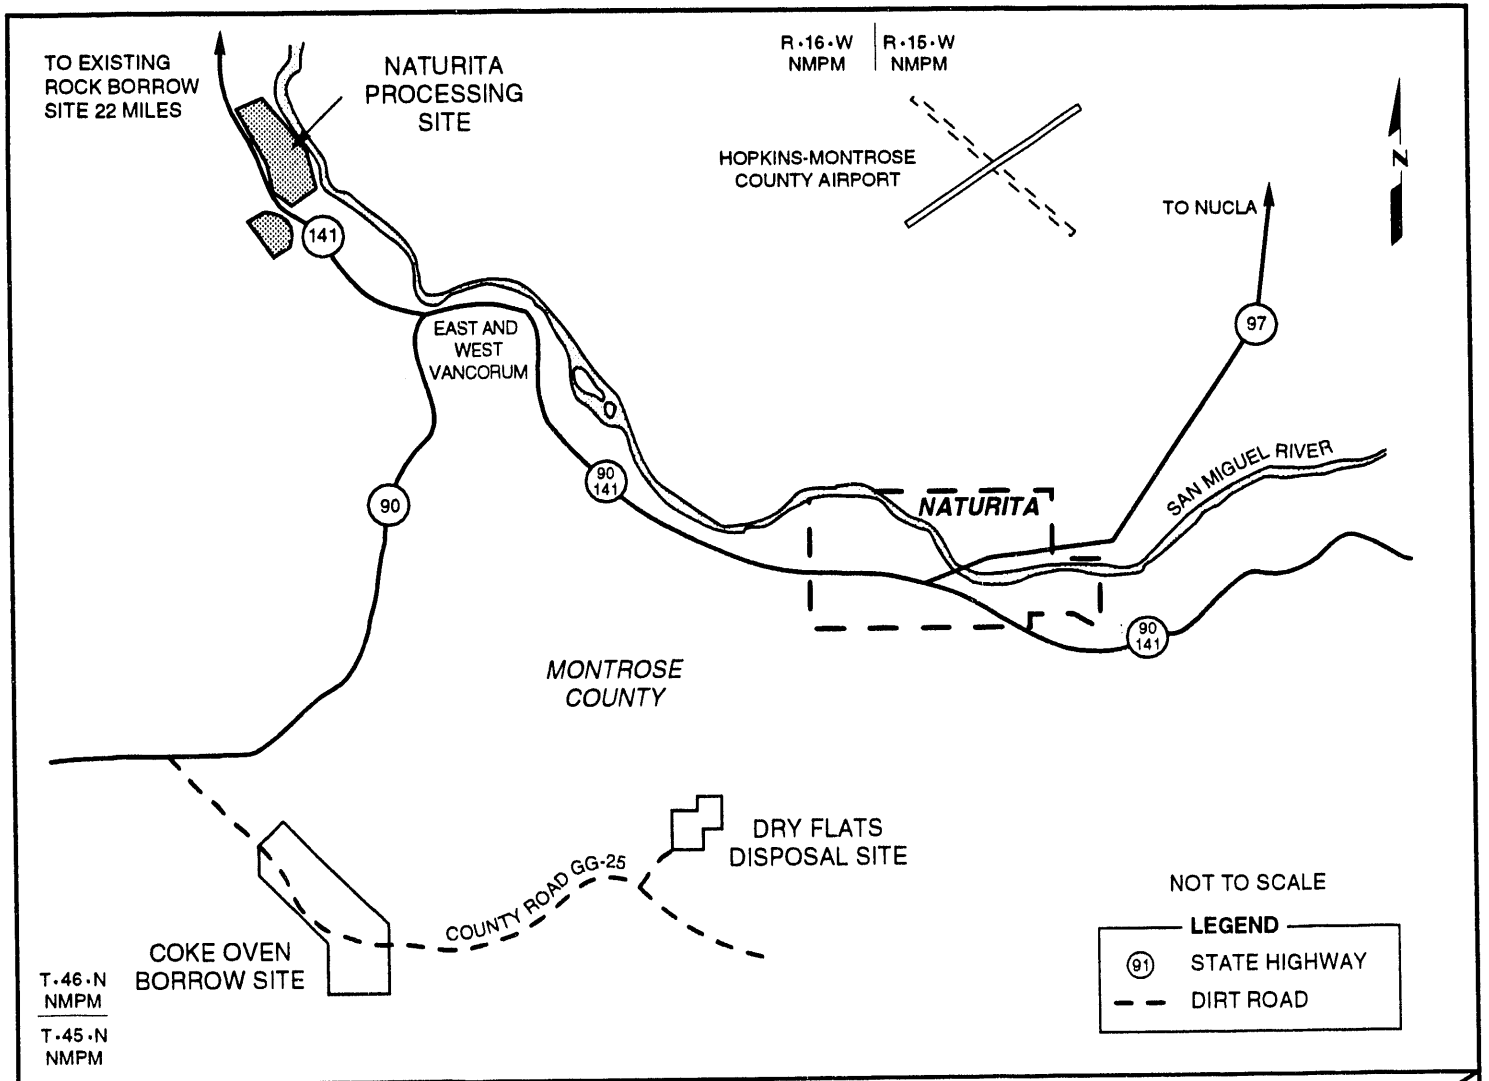 TO EXISTING
ROCK BORROW
SITE 22 MILES
NATURITA
PROCESSING
SITE
R·16·W
NMPM
R·15·W
NMPM
HOPKINS-MONTROSE
COUNTY AIRPORT
N
TO NUCLA
141
97
EAST AND
WEST
VANCORUM
90
90
141
NATURITA
SAN MIGUEL RIVER
90
141
MONTROSE
COUNTY
DRY FLATS
DISPOSAL SITE
COUNTY ROAD GG-25
COKE OVEN
BORROW SITE
T·46·N
NMPM
T·45·N
NMPM
NOT TO SCALE
LEGEND
91 STATE HIGHWAY
DIRT ROAD